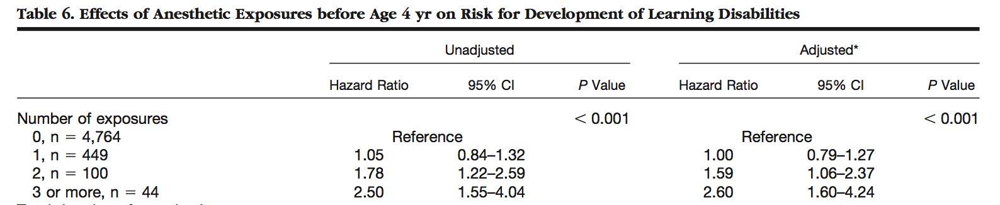 Table 6. Effects of Anesthetic Exposures before Age 4 yr on Risk for Development of Learning Disabilities
Unadjusted Adjusted*
Hazard Ratio 95% CI P Value Hazard Ratio 95% CI P Value
Number of exposures < 0.001 < 0.001
0, n = 4,764 Reference Reference
1, n = 449 1.05 0.84–1.32 1.00 0.79–1.27
2, n = 100 1.78 1.22–2.59 1.59 1.06–2.37
3 or more, n = 44 2.50 1.55–4.04 2.60 1.60–4.24